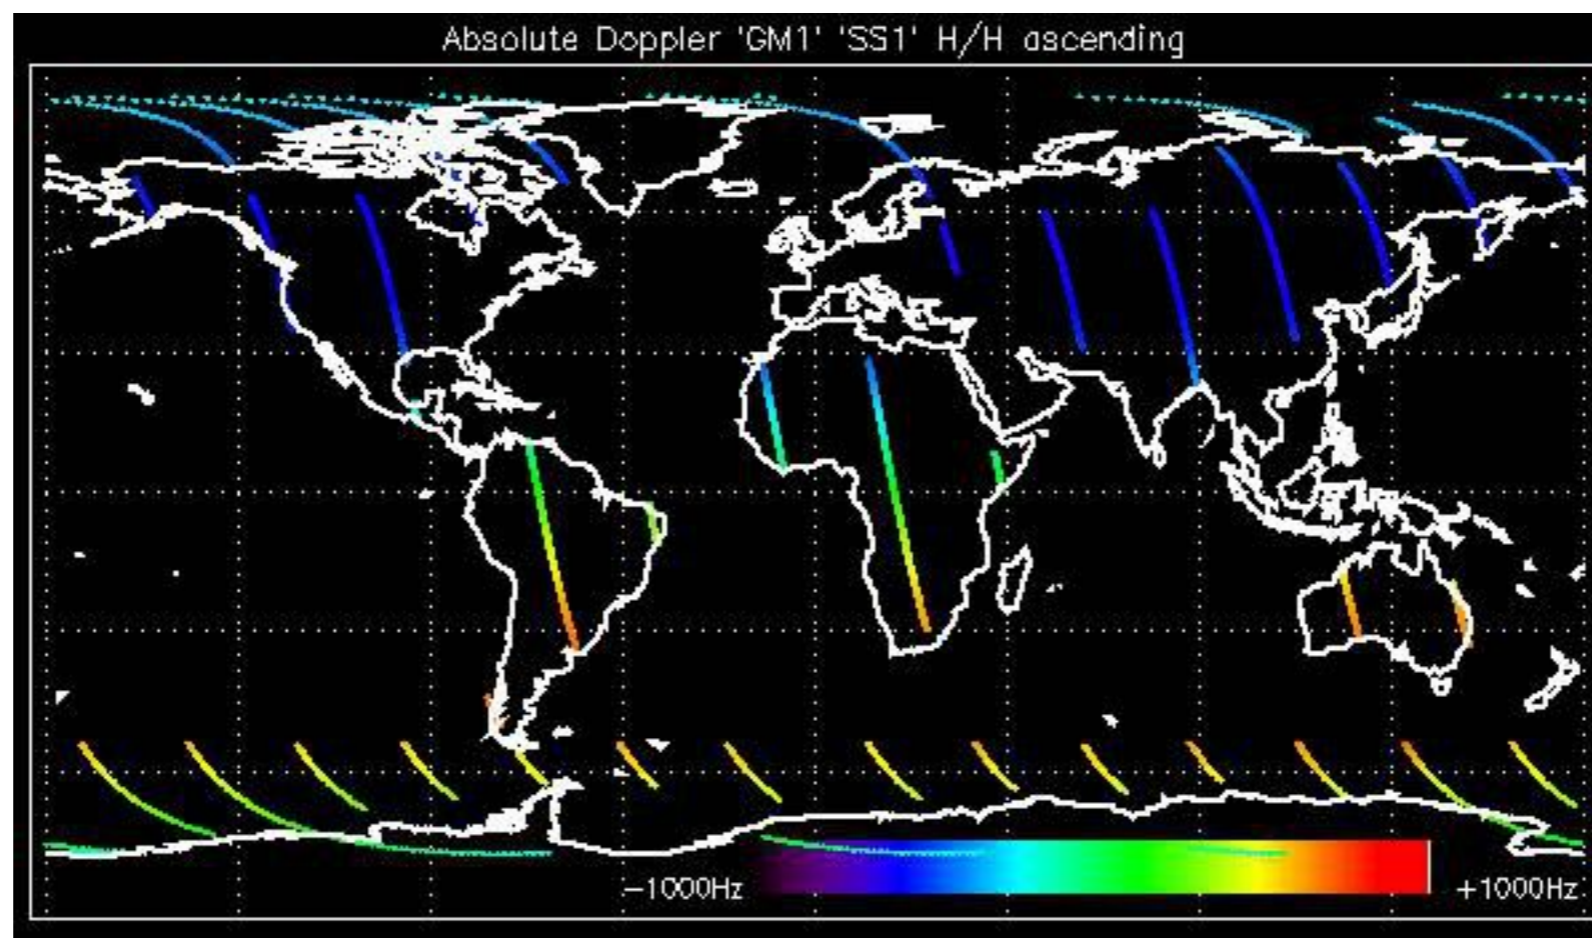 Absolute Doppler 'GM1' 'SS1' H/H ascending
−1000Hz
+1000Hz